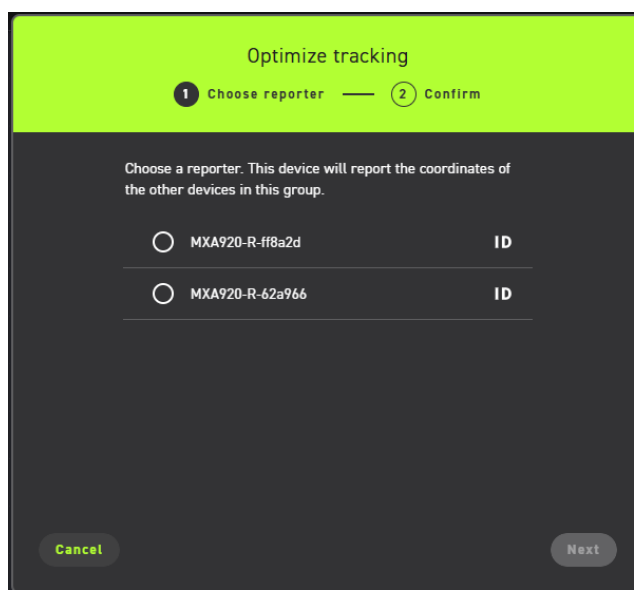 Optimize tracking
1 Choose reporter 2 Confirm
Choose a reporter. This device will report the coordinates of
the other devices in this group.
MXA920-R-ff8a2d ID
MXA920-R-62a966 ID
Cancel Next